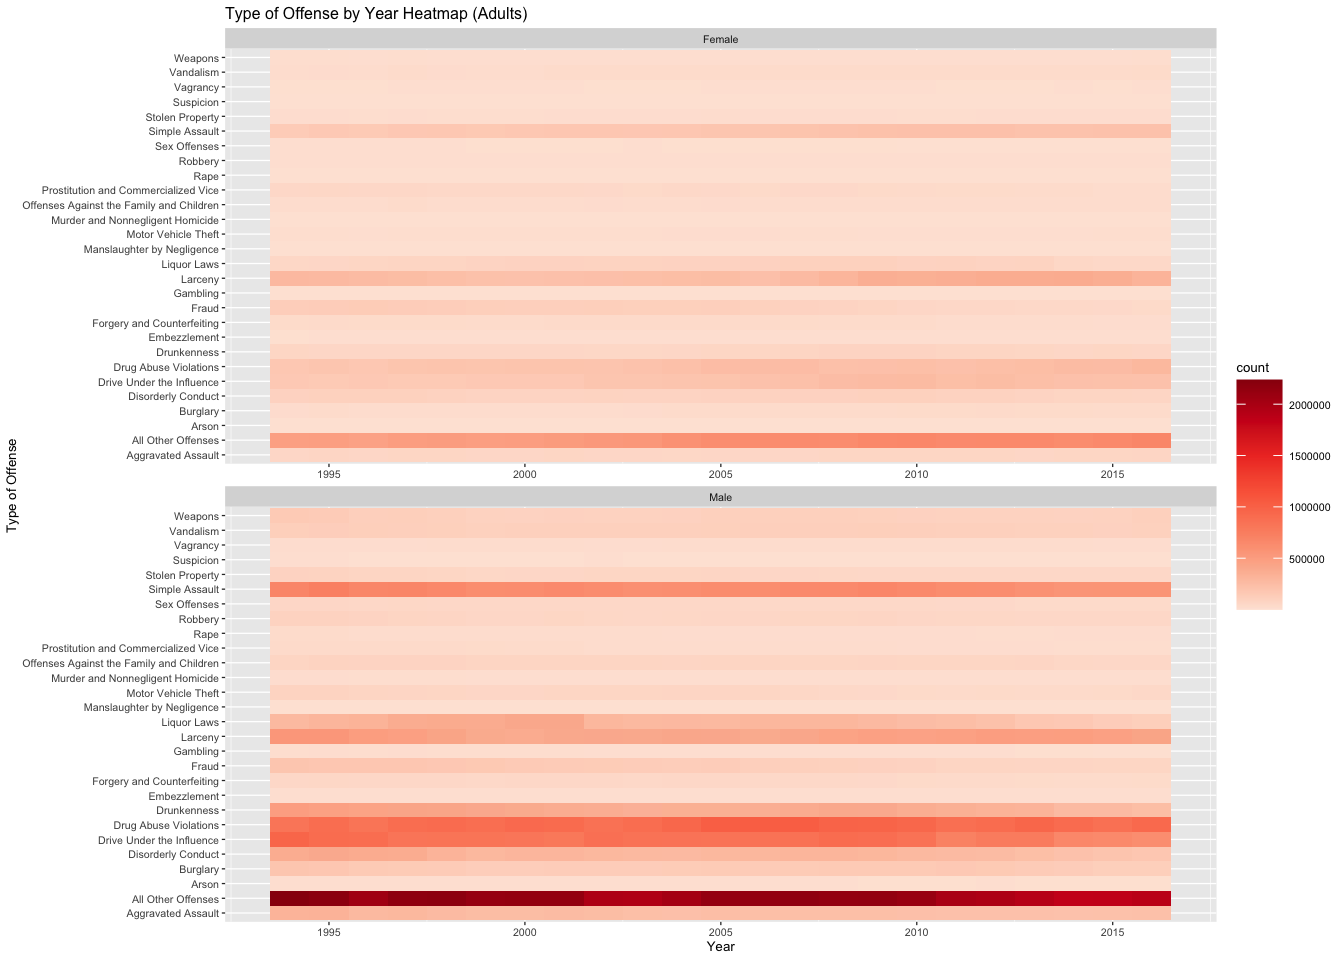 Type of Offense by Year Heatmap (Adults)
Female
Weapons
Vandalism
Vagrancy
Suspicion
Stolen Property
Simple Assault
Sex Offenses
Robbery
Rape
Prostitution and Commercialized Vice
Offenses Against the Family and Children
Murder and Nonnegligent Homicide
Motor Vehicle Theft
Manslaughter by Negligence
Liquor Laws
Larceny
Gambling
Fraud
Forgery and Counterfeiting
Embezzlement
Drunkenness
Drug Abuse Violations
Drive Under the Influence
Disorderly Conduct
Burglary
Arson
All Other Offenses
Aggravated Assault
1995 2000 2005 2010 2015
Male
Weapons
Vandalism
Vagrancy
Suspicion
Stolen Property
Simple Assault
Sex Offenses
Robbery
Rape
Prostitution and Commercialized Vice
Offenses Against the Family and Children
Murder and Nonnegligent Homicide
Motor Vehicle Theft
Manslaughter by Negligence
Liquor Laws
Larceny
Gambling
Fraud
Forgery and Counterfeiting
Embezzlement
Drunkenness
Drug Abuse Violations
Drive Under the Influence
Disorderly Conduct
Burglary
Arson
All Other Offenses
Aggravated Assault
1995 2000 2005 2010 2015
Year
Type of Offense
count
2000000
1500000
1000000
500000